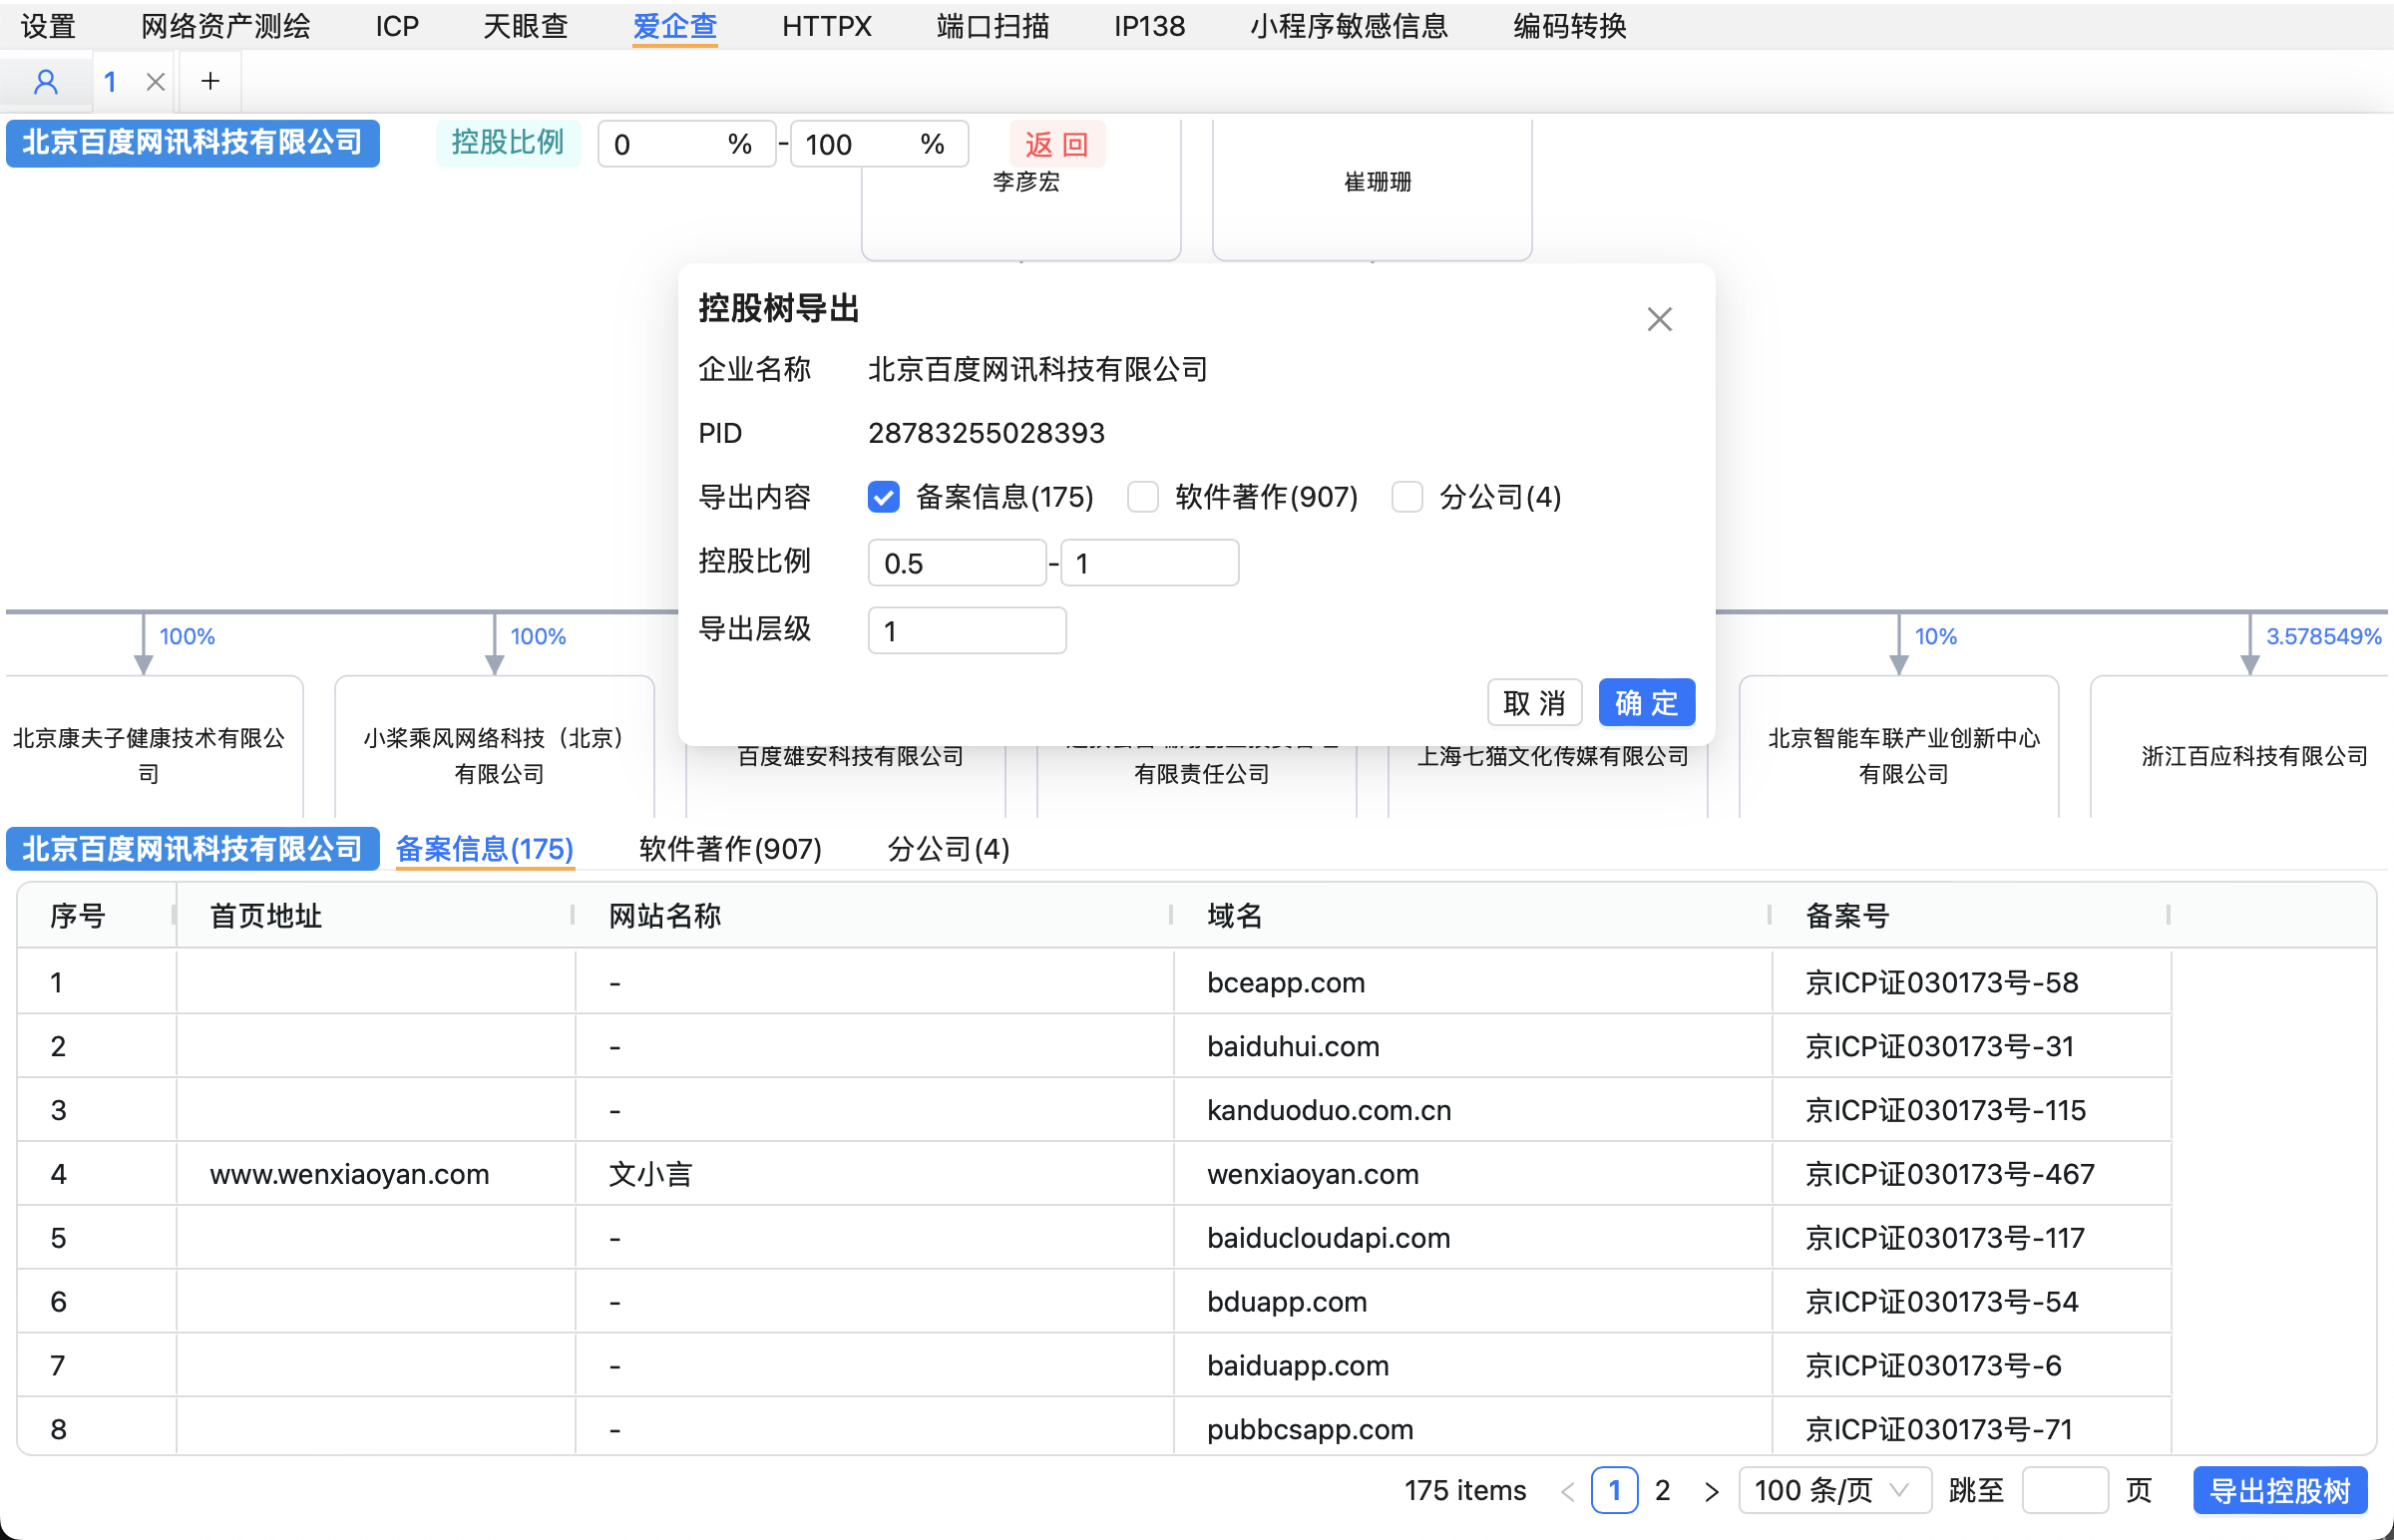 设置 网络资产测绘 ICP 天眼查 爱企查 HTTPX 端口扫描 IP138 小程序敏感信息 编码转换
1
北京百度网讯科技有限公司 控股比例 0 % - 100 % 返 回
李彦宏 崔珊珊
控股树导出
企业名称 北京百度网讯科技有限公司
PID 28783255028393
导出内容 备案信息(175) 软件著作(907) 分公司(4)
控股比例 0.5 - 1
导出层级 1
取 消 确 定
100% 100% 10% 3.578549%
北京康夫子健康技术有限公
司
小桨乘风网络科技（北京）
有限公司
百度雄安科技有限公司
有限责任公司
上海七猫文化传媒有限公司
北京智能车联产业创新中心
有限公司
浙江百应科技有限公司
北京百度网讯科技有限公司 备案信息(175) 软件著作(907) 分公司(4)
序号 首页地址 网站名称 域名 备案号
1 - bceapp.com 京ICP证030173号-58
2 - baiduhui.com 京ICP证030173号-31
3 - kanduoduo.com.cn 京ICP证030173号-115
4 www.wenxiaoyan.com 文小言 wenxiaoyan.com 京ICP证030173号-467
5 - baiducloudapi.com 京ICP证030173号-117
6 - bduapp.com 京ICP证030173号-54
7 - baiduapp.com 京ICP证030173号-6
8 - pubbcsapp.com 京ICP证030173号-71
175 items < 1 2 > 100 条/页 跳至 页 导出控股树